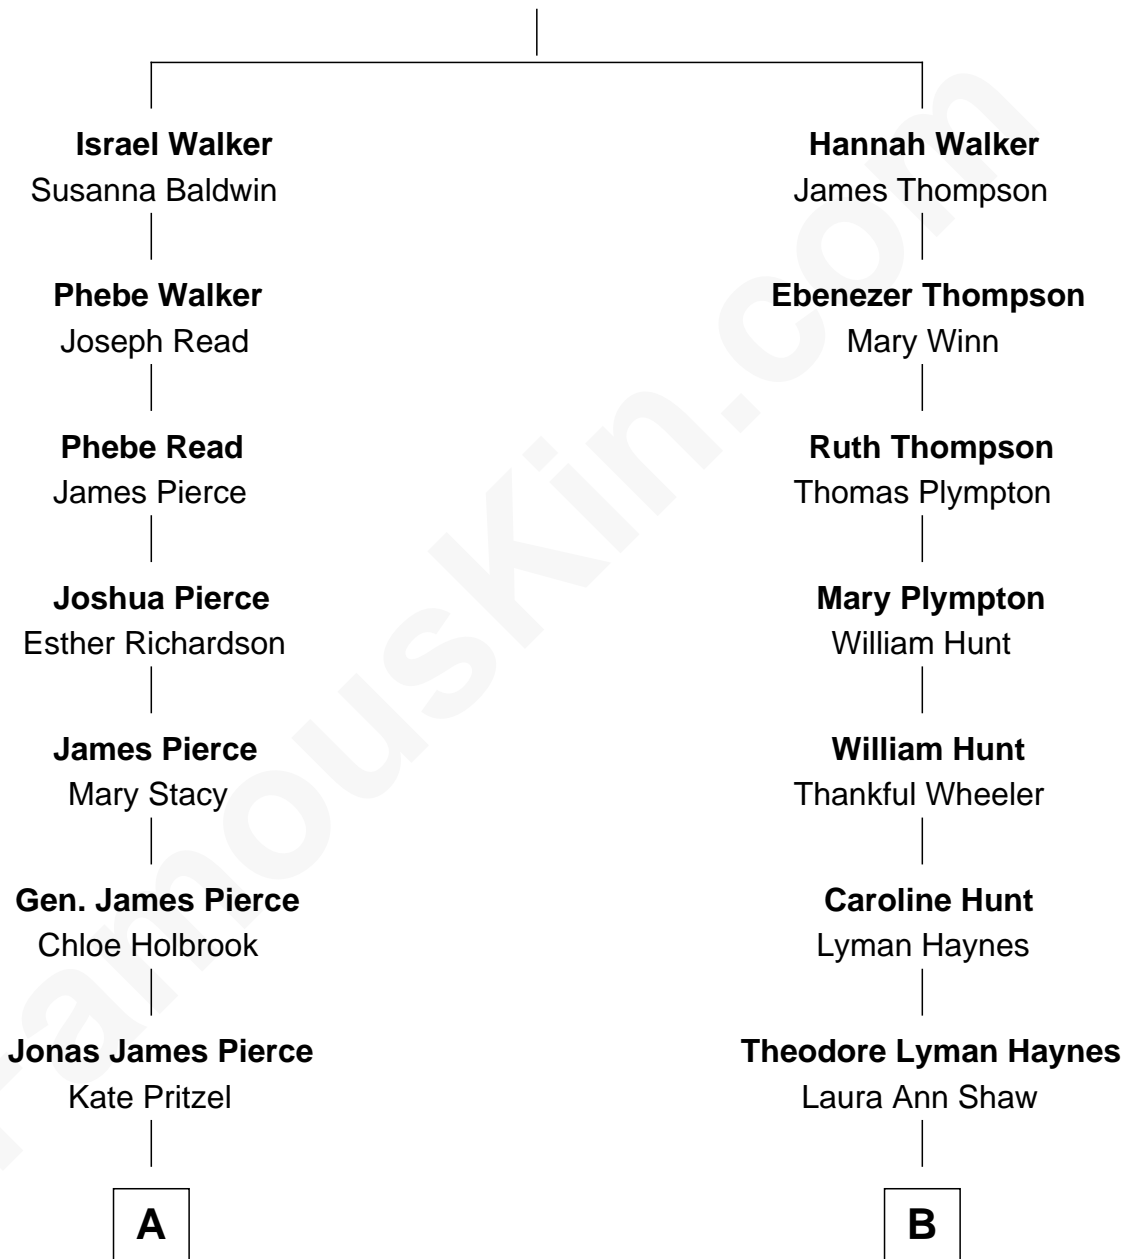 Israel Walker
Susanna Baldwin
Phebe Walker
Joseph Read
Phebe Read
James Pierce
Joshua Pierce
Esther Richardson
James Pierce
Mary Stacy
Gen. James Pierce
Chloe Holbrook
Jonas James Pierce
Kate Pritzel
A
Hannah Walker
James Thompson
Ebenezer Thompson
Mary Winn
Ruth Thompson
Thomas Plympton
Mary Plympton
William Hunt
William Hunt
Thankful Wheeler
Caroline Hunt
Lyman Haynes
Theodore Lyman Haynes
Laura Ann Shaw
B
FamousKin.com